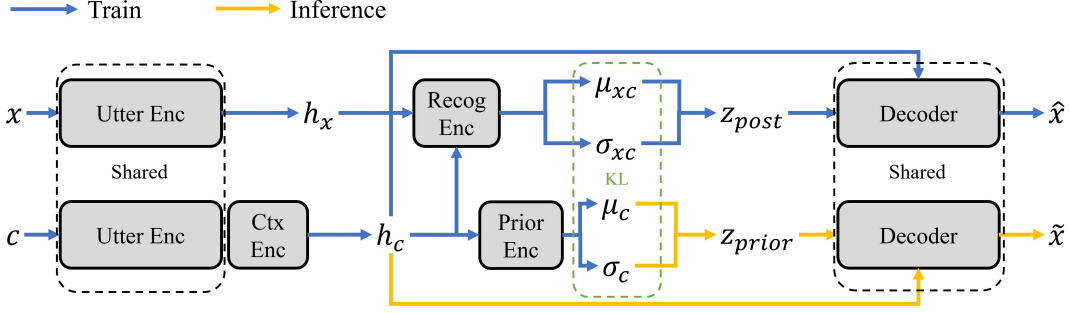 Train
Inference
x
Utter Enc
h_x
Recog
Enc
μ_xc
σ_xc
z_post
Decoder
x̂
Shared
KL
Shared
c
Utter Enc
Ctx
Enc
h_c
Prior
Enc
μ_c
σ_c
z_prior
Decoder
x̃